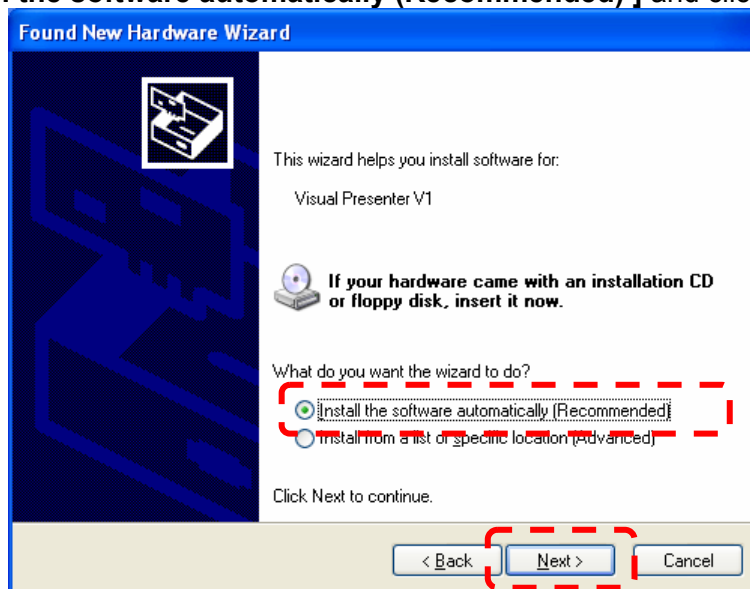 the software automatically (Recommended) ] and clic
Found New Hardware Wizard
This wizard helps you install software for:
Visual Presenter V1
If your hardware came with an installation CD
or floppy disk, insert it now.
What do you want the wizard to do?
Install the software automatically (Recommended)
Install from a list or specific location (Advanced)
Click Next to continue.
< Back
Next >
Cancel